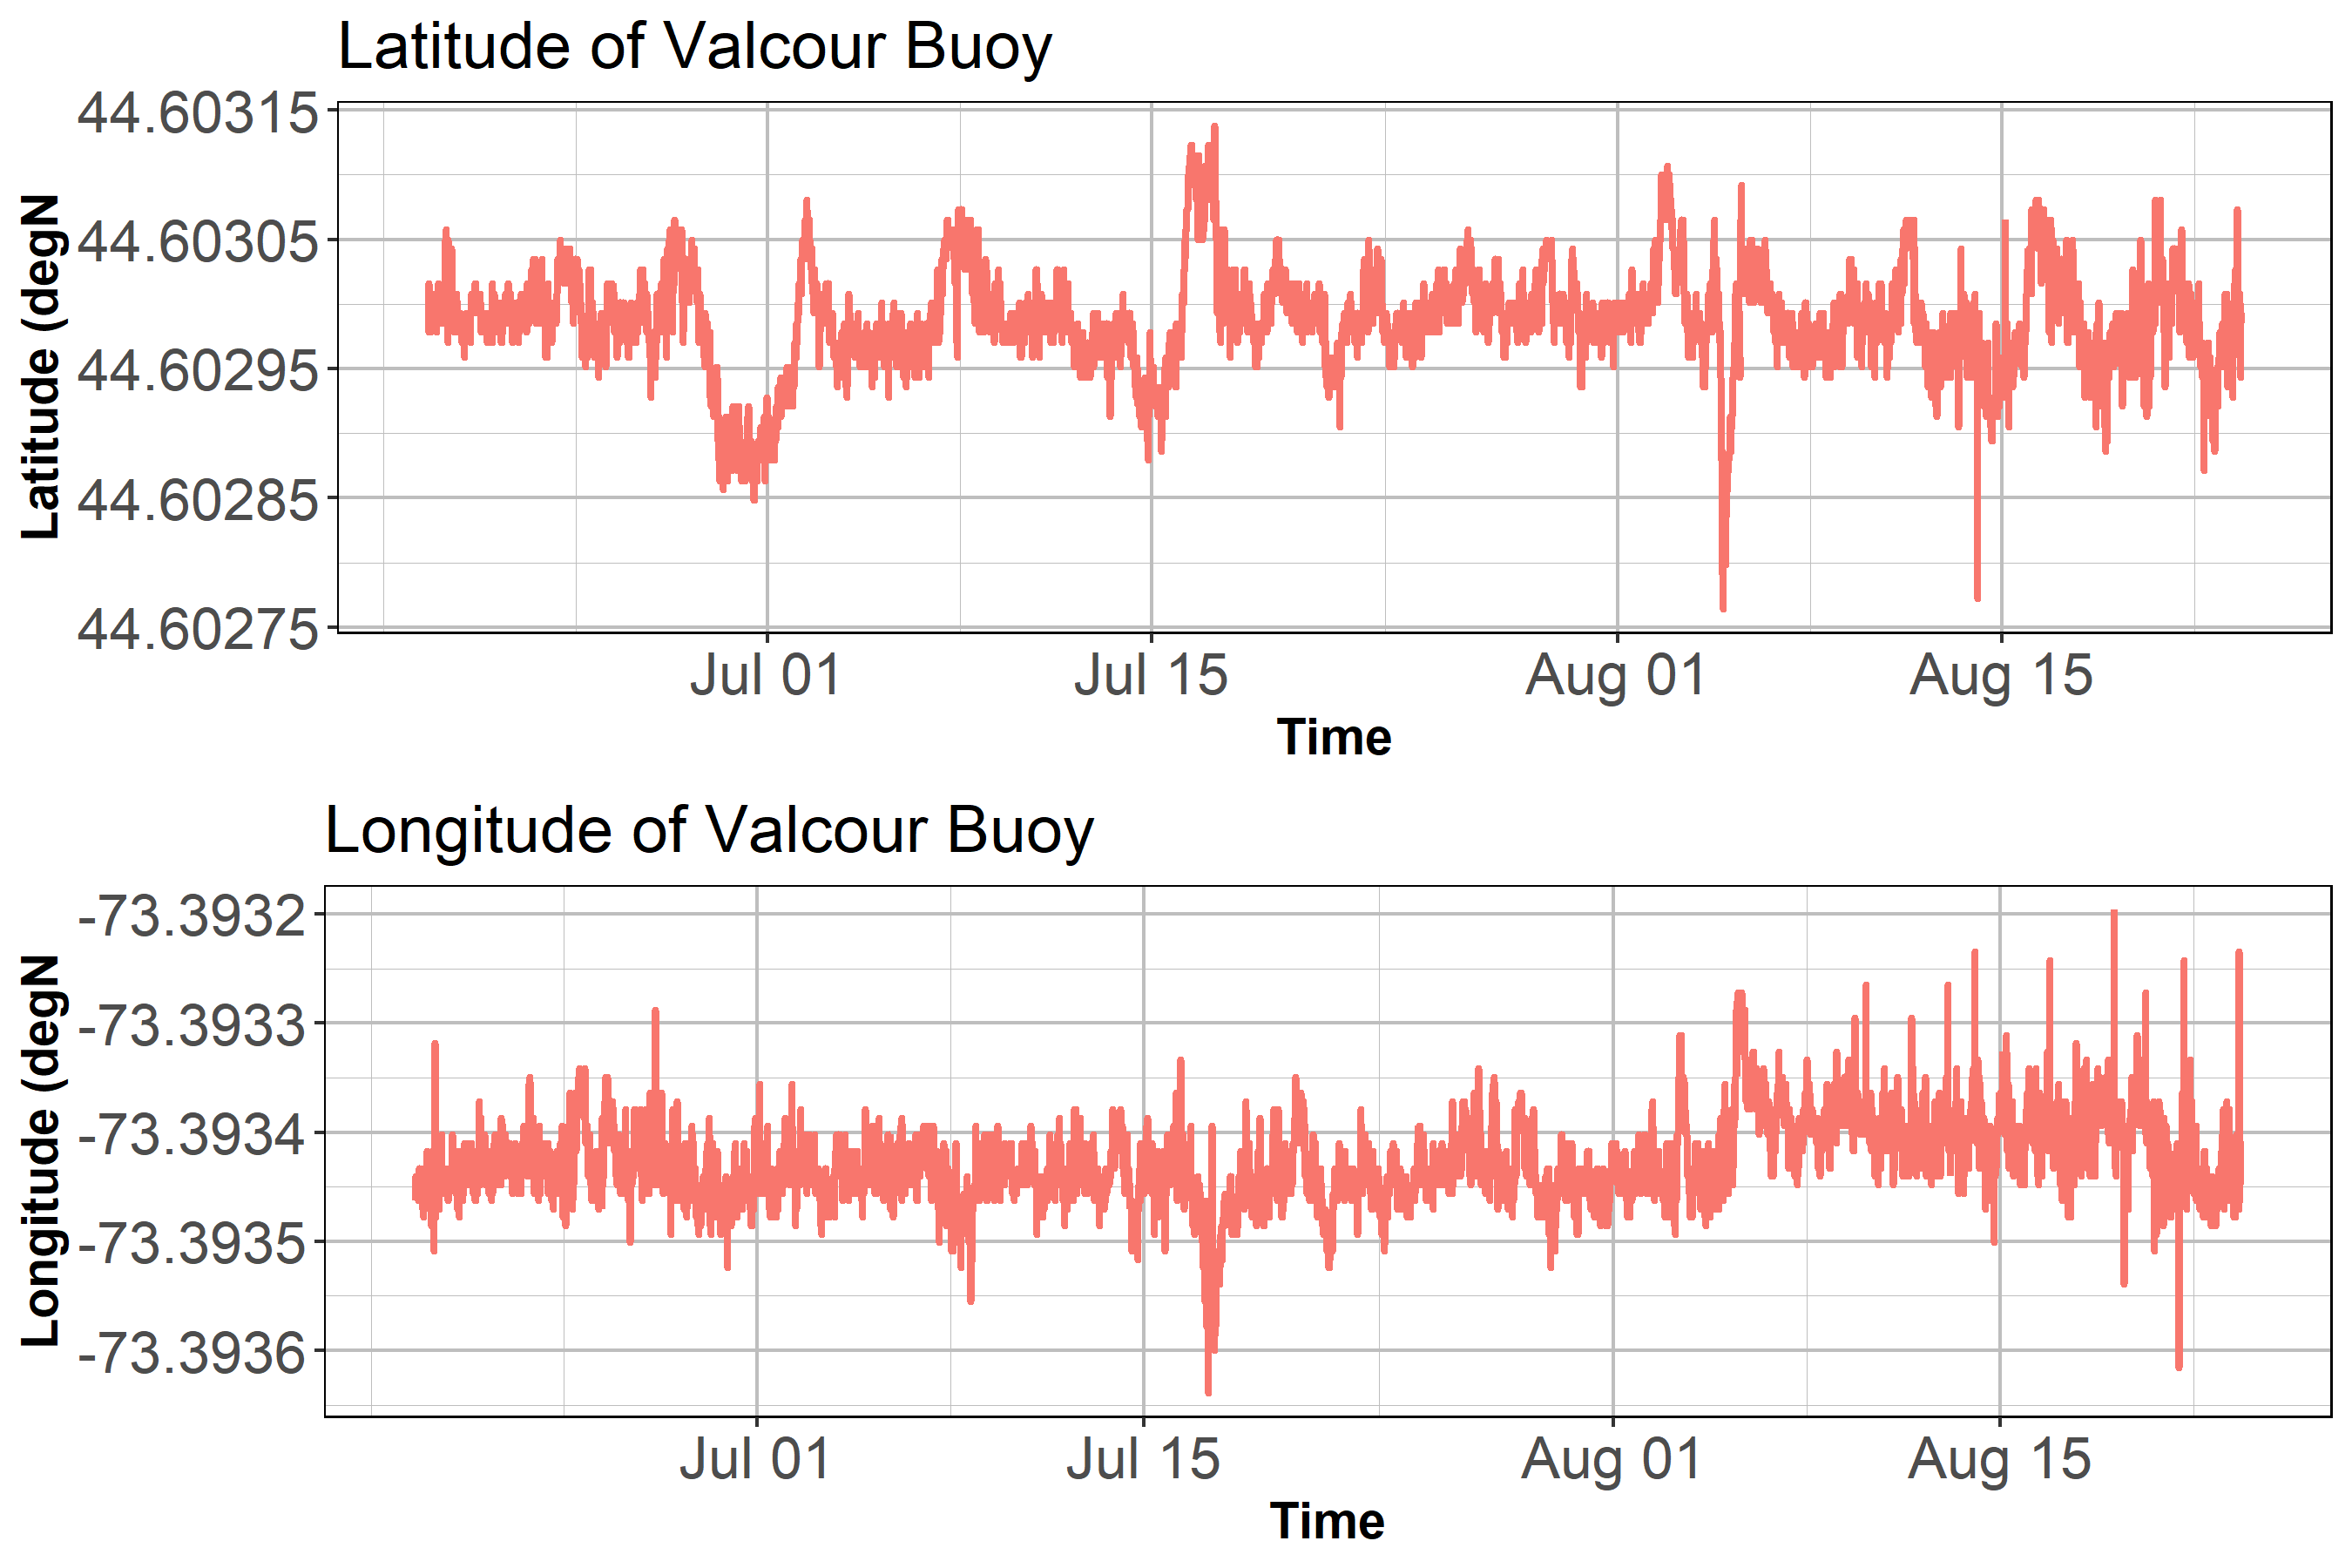 Latitude of Valcour Buoy
Latitude (degN
44.60315
44.60305
44.60295
44.60285
44.60275
Jul 01 Jul 15 Aug 01 Aug 15
Time
Longitude of Valcour Buoy
Longitude (degN
-73.3932
-73.3933
-73.3934
-73.3935
-73.3936
Jul 01 Jul 15 Aug 01 Aug 15
Time